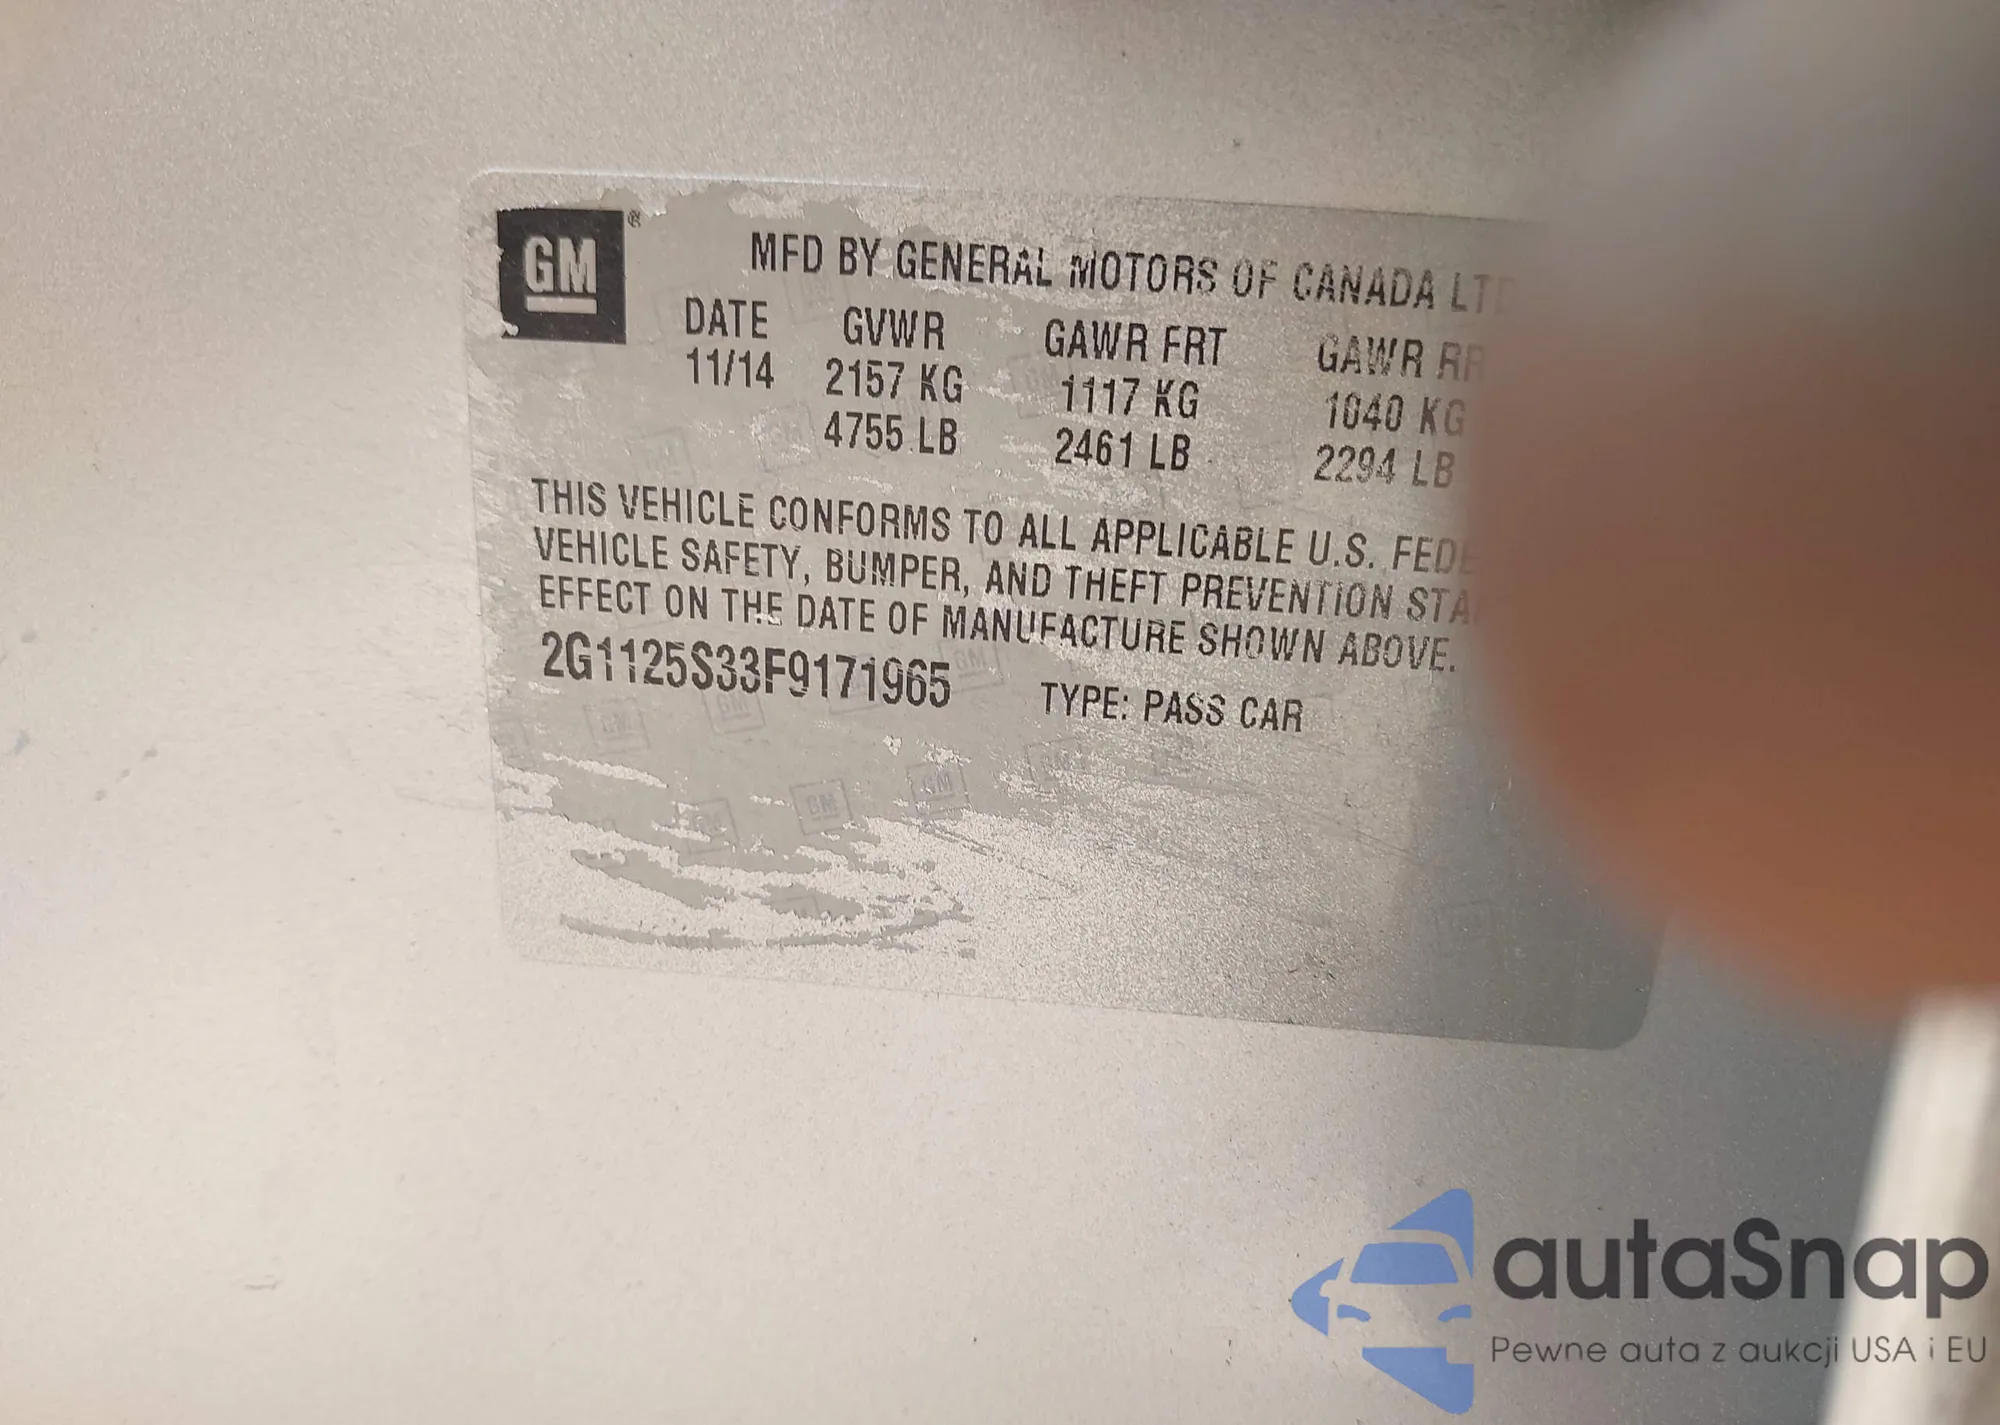 GM
MFD BY GENERAL MOTORS OF CANADA
DATE GVWR GAWR FRT GAWR
11/14 2157 KG 1117 KG 1040 KG
4755 LB 2461 LB 2294 LB
THIS VEHICLE CONFORMS TO ALL APPLICABLE U.S.
VEHICLE SAFETY, BUMPER, AND THEFT PREVENTION
EFFECT ON THE DATE OF MANUFACTURE SHOWN ABOVE.
2G1125S33F9171965 TYPE: PASS CAR
autaSnap
Pewne auta z aukcji USA i EU